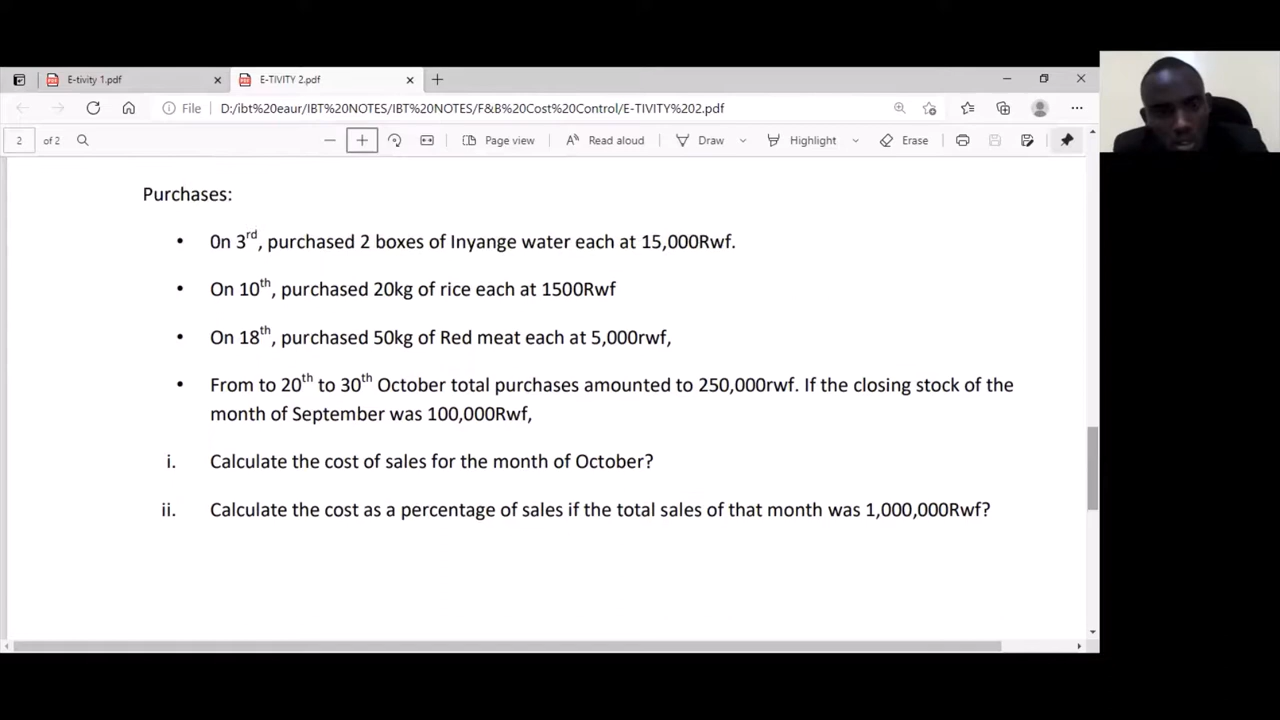 E-tivity 1.pdf
E-TIVITY 2.pdf
File
D:/ibt%20eaur/IBT%20NOTES/IBT%20NOTES/F&B%20Cost%20Control/E-TIVITY%202.pdf
2 of 2
Page view
Read aloud
Draw
Highlight
Erase
Purchases:
• 0n 3rd, purchased 2 boxes of Inyange water each at 15,000Rwf.
• On 10th, purchased 20kg of rice each at 1500Rwf
• On 18th, purchased 50kg of Red meat each at 5,000rwf,
• From to 20th to 30th October total purchases amounted to 250,000rwf. If the closing stock of the
month of September was 100,000Rwf,
i. Calculate the cost of sales for the month of October?
ii. Calculate the cost as a percentage of sales if the total sales of that month was 1,000,000Rwf?